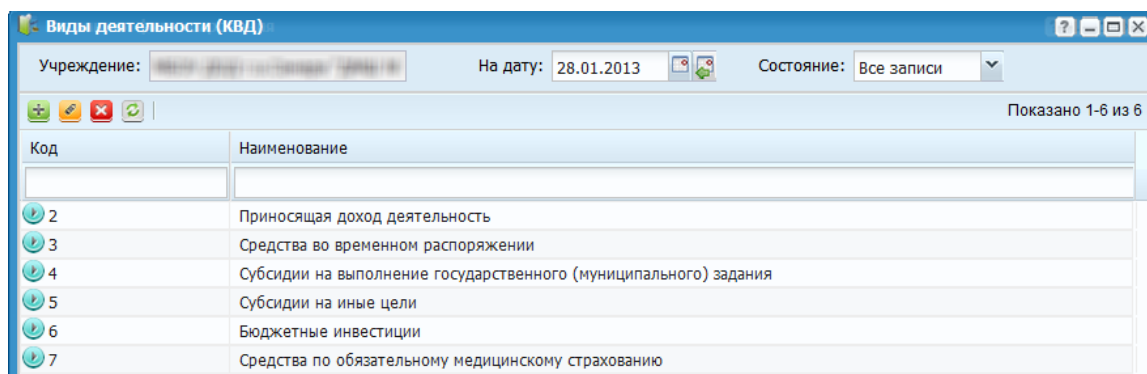 Виды деятельности (КВД)
Учреждение: На дату: 28.01.2013 Состояние: Все записи
Показано 1-6 из 6
Код Наименование
2 Приносящая доход деятельность
3 Средства во временном распоряжении
4 Субсидии на выполнение государственного (муниципального) задания
5 Субсидии на иные цели
6 Бюджетные инвестиции
7 Средства по обязательному медицинскому страхованию